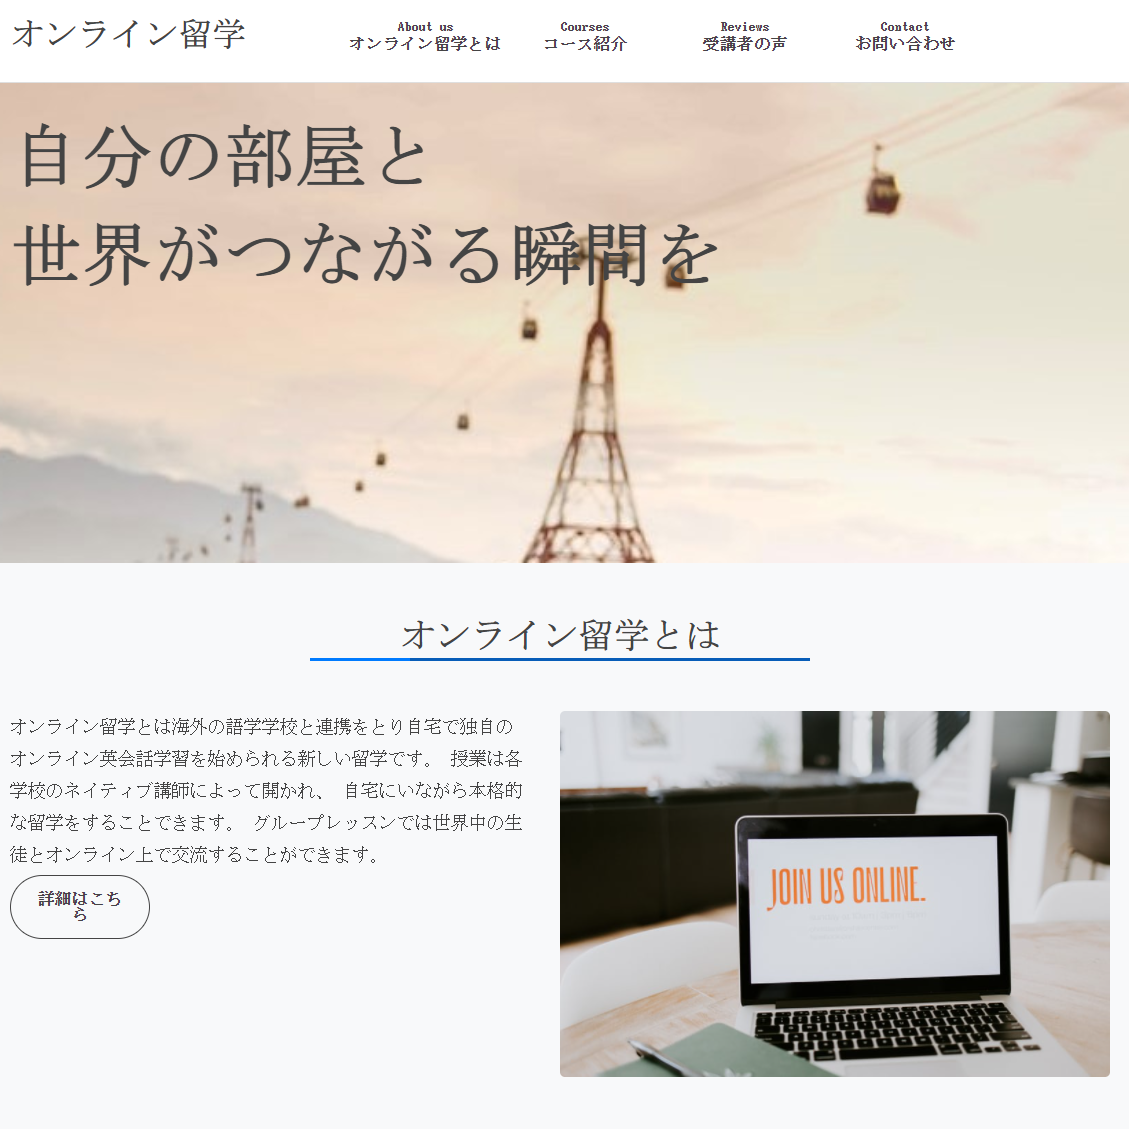 オンライン留学
About us
オンライン留学とは
Courses
コース紹介
Reviews
受講者の声
Contact
お問い合わせ
自分の部屋と
世界がつながる瞬間を
オンライン留学とは
オンライン留学とは海外の語学学校と連携をとり自宅で独自の
オンライン英会話学習を始められる新しい留学です。 授業は各
学校のネイティブ講師によって開かれ、 自宅にいながら本格的
な留学をすることできます。 グループレッスンでは世界中の生
徒とオンライン上で交流することができます。
詳細はこち
ら
JOIN US ONLINE.